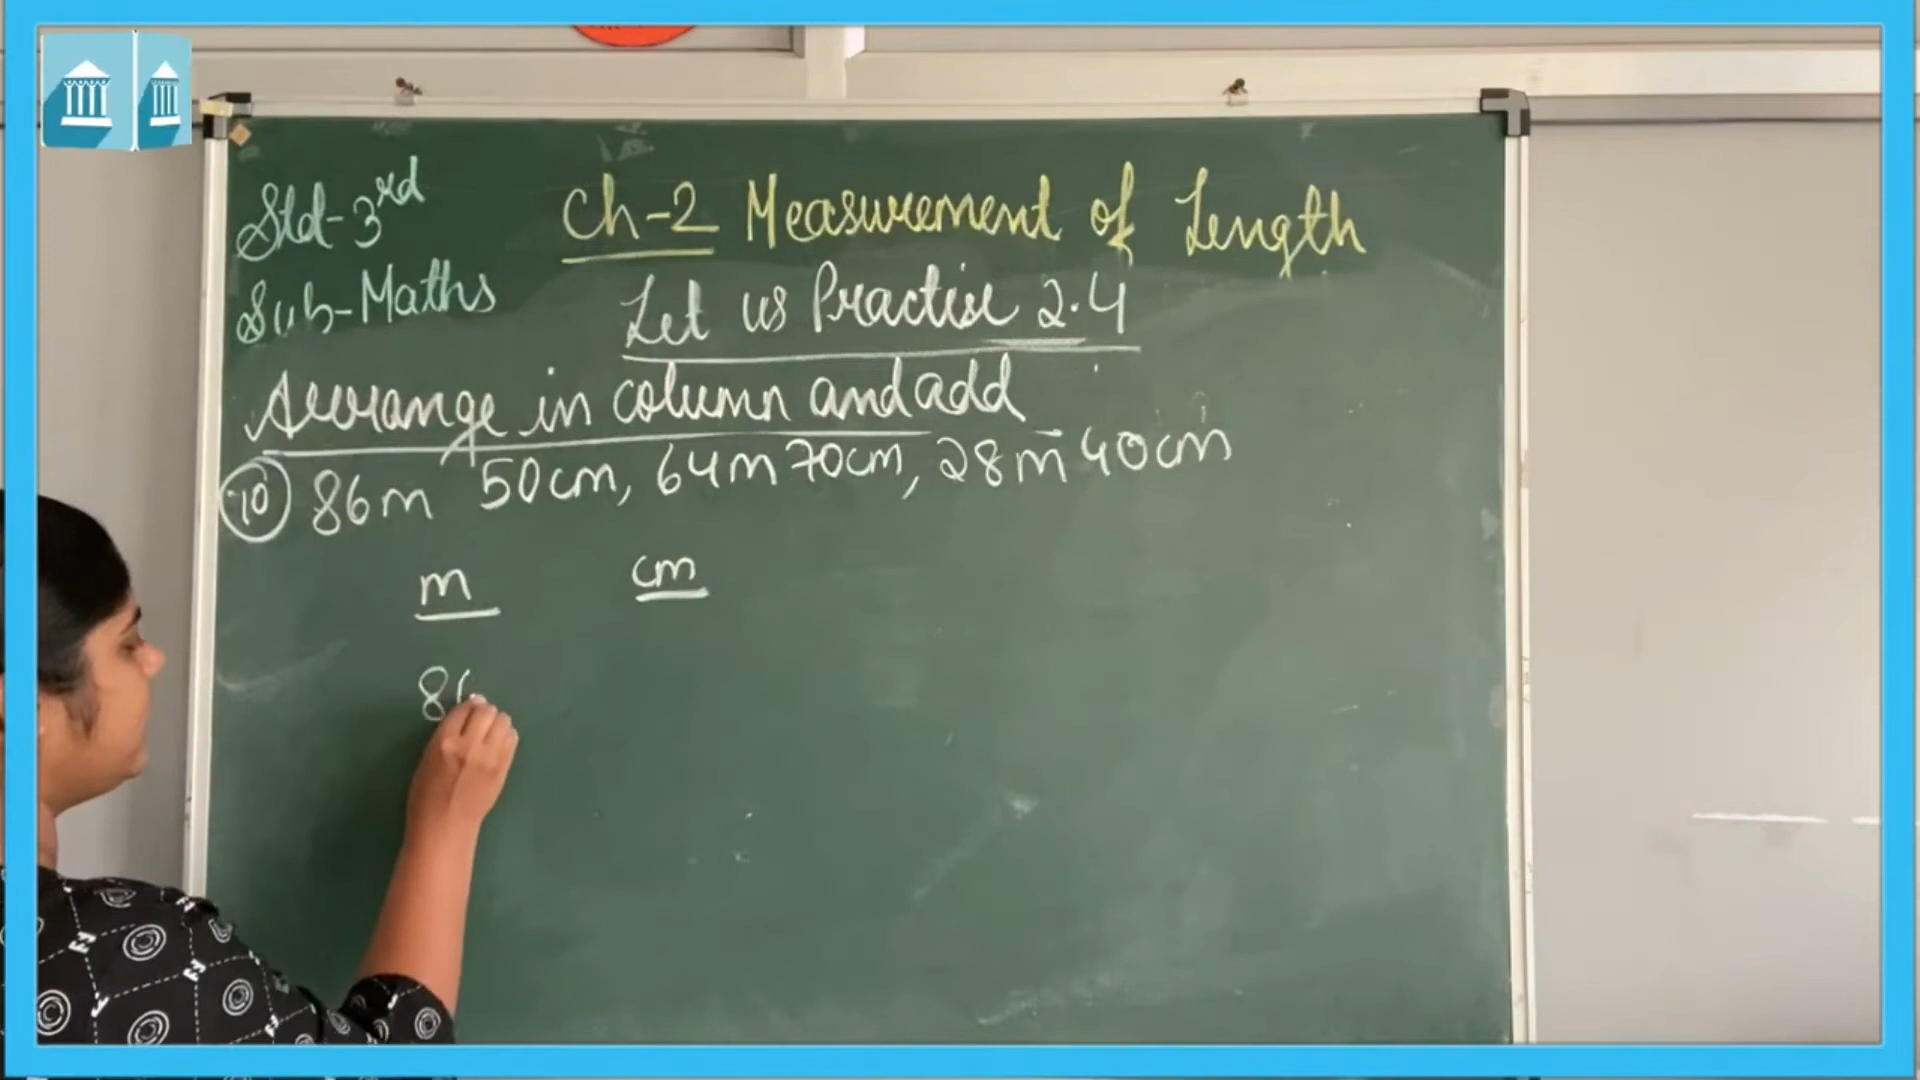 Std-3rd
Ch-2 Measurement of Length
Sub-Maths
Let us Practise 2.4
Arrange in column and add
10 86m 50cm, 64m 70cm, 28m 40cm
m cm
86